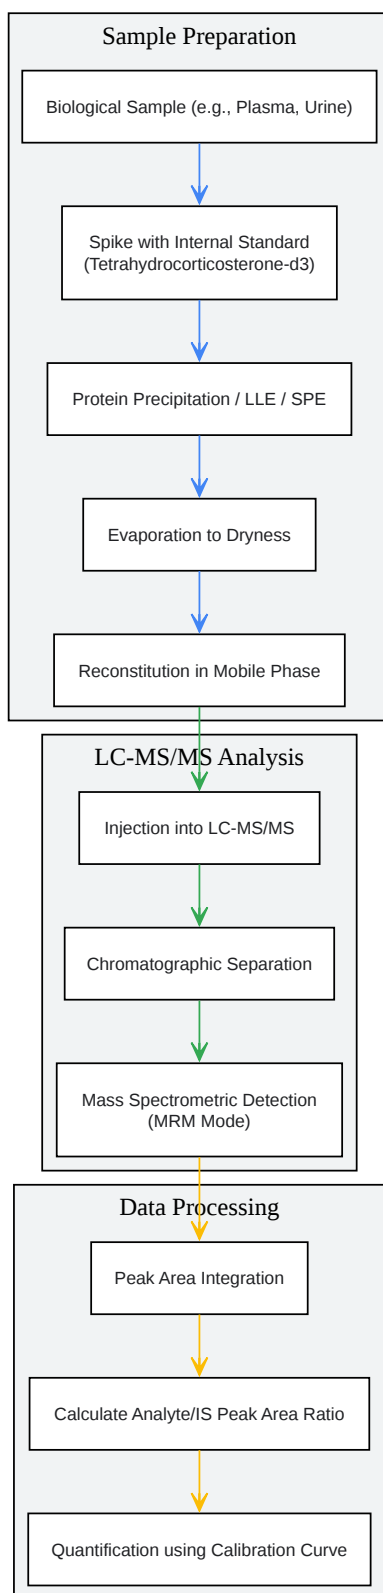 Sample Preparation
Biological Sample (e.g., Plasma, Urine)
Spike with Internal Standard
(Tetrahydrocorticosterone-d3)
Protein Precipitation / LLE / SPE
Evaporation to Dryness
Reconstitution in Mobile Phase
LC-MS/MS Analysis
Injection into LC-MS/MS
Chromatographic Separation
Mass Spectrometric Detection
(MRM Mode)
Data Processing
Peak Area Integration
Calculate Analyte/IS Peak Area Ratio
Quantification using Calibration Curve